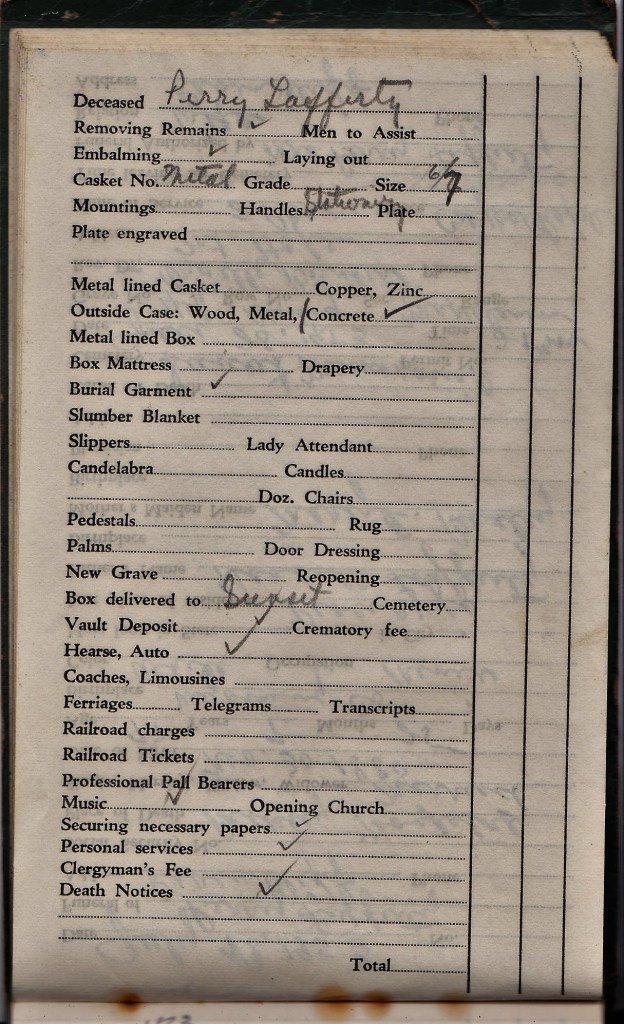 Deceased Perry Lafferty
Removing Remains ✓ Men to Assist
Embalming ✓ Laying out
Casket No. Metal Grade Size 6/
Mountings Handles Stationary Plate
Plate engraved
Metal lined Casket Copper, Zinc
Outside Case: Wood, Metal, / Concrete ✓
Metal lined Box
Box Mattress Drapery
Burial Garment ✓
Slumber Blanket
Slippers Lady Attendant
Candelabra Candles
Doz. Chairs
Pedestals Rug
Palms Door Dressing
New Grave Reopening
Box delivered to Sunset Cemetery
Vault Deposit ✓ Crematory fee
Hearse, Auto ✓
Coaches, Limousines
Ferriages Telegrams Transcripts
Railroad charges
Railroad Tickets
Professional Pall Bearers
Music ✓ Opening Church
Securing necessary papers ✓
Personal services ✓
Clergyman's Fee
Death Notices ✓
Total